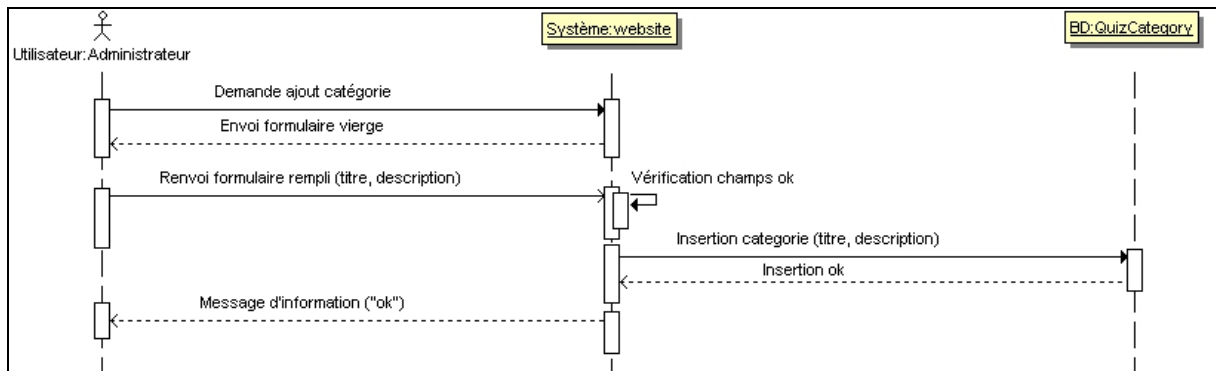 Utilisateur:Administrateur
Système:website
BD:QuizCategory
Demande ajout catégorie
Envoi formulaire vierge
Renvoi formulaire rempli (titre, description)
Vérification champs ok
Insertion categorie (titre, description)
Insertion ok
Message d'information ("ok")